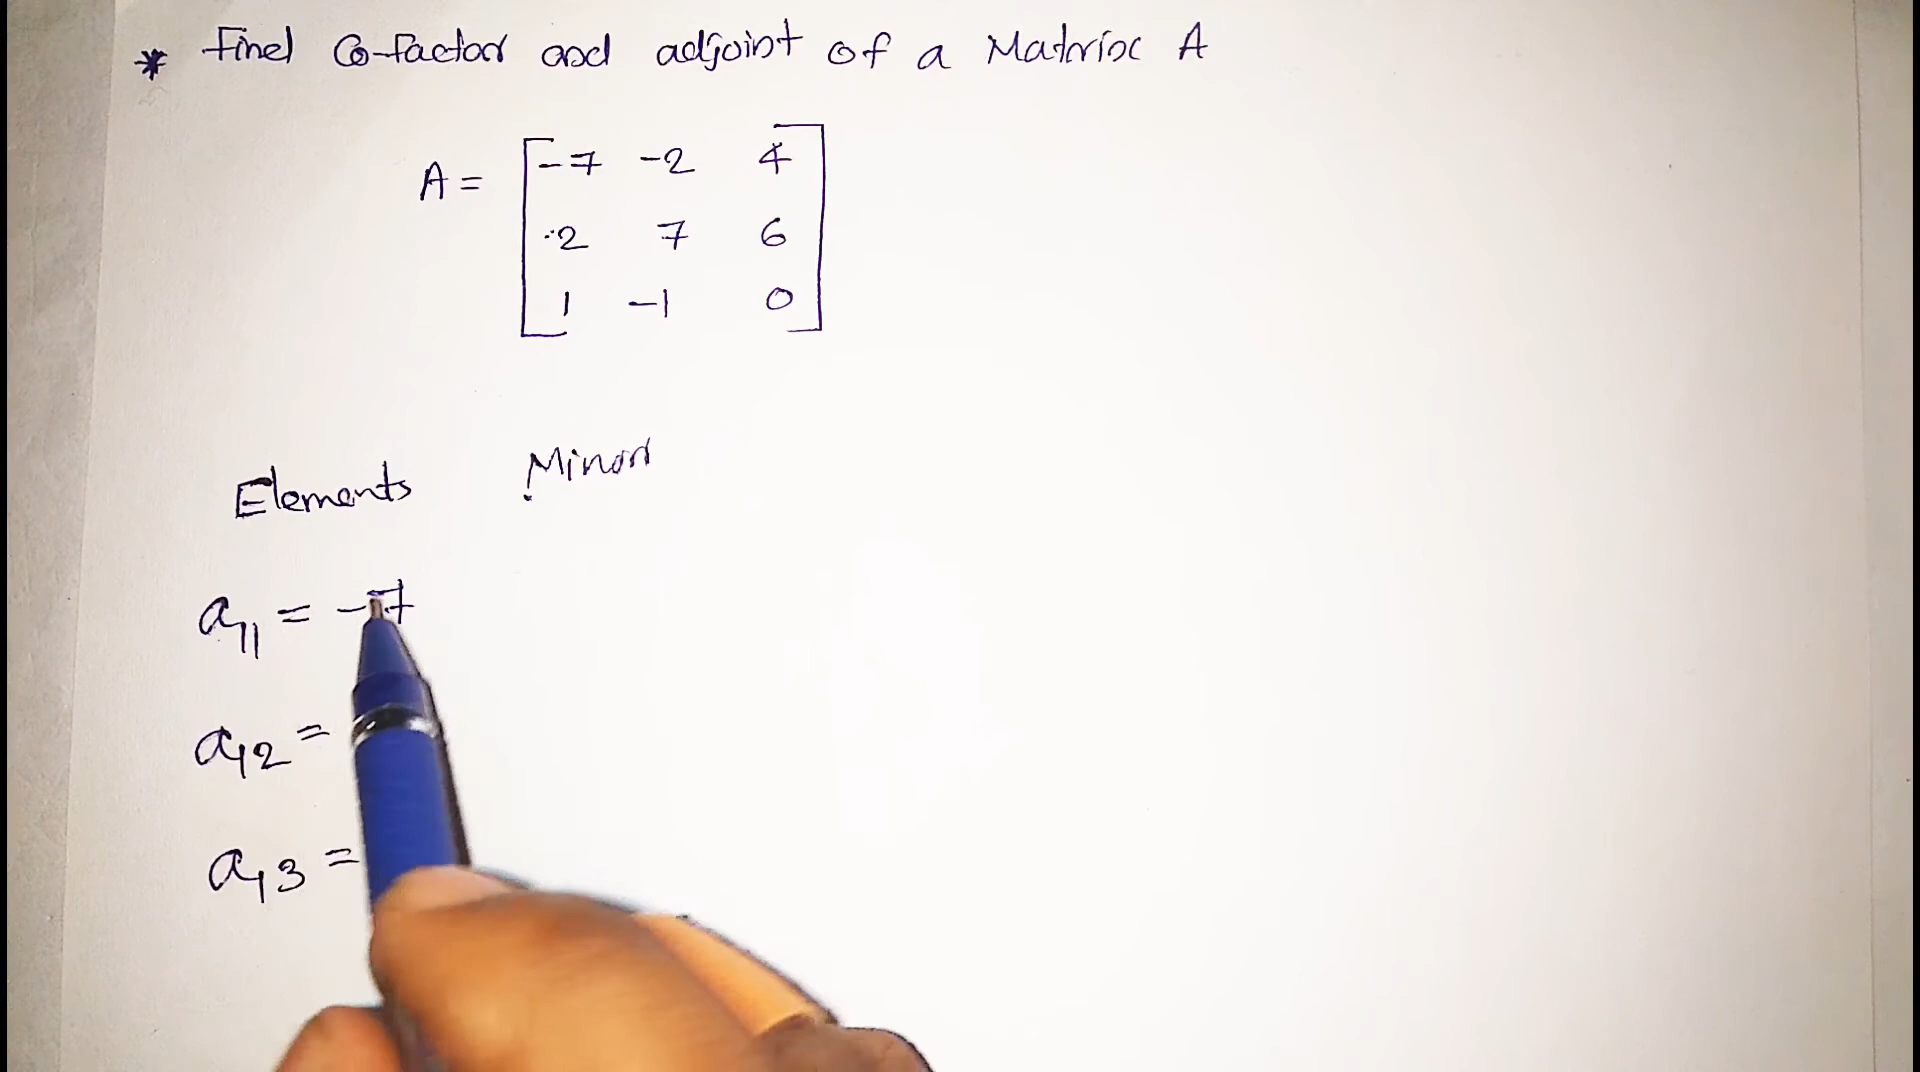 * Find Co-factor and adjoint of a Matrix A
A = [ -7 -2 4
2 7 6
1 -1 0 ]
Elements Minor
a11 = -7
a12 =
a13 =